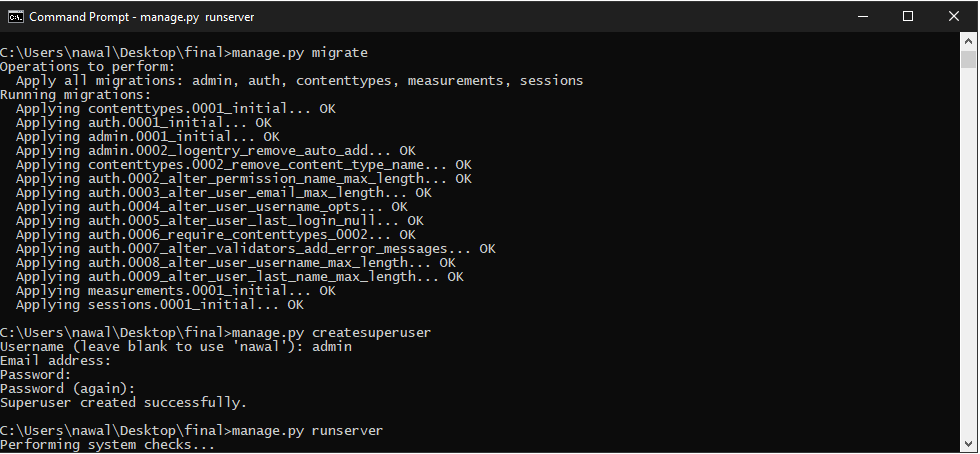 Command Prompt - manage.py runserver
C:\Users\nawal\Desktop\final>manage.py migrate
Operations to perform:
  Apply all migrations: admin, auth, contenttypes, measurements, sessions
Running migrations:
  Applying contenttypes.0001_initial... OK
  Applying auth.0001_initial... OK
  Applying admin.0001_initial... OK
  Applying admin.0002_logentry_remove_auto_add... OK
  Applying contenttypes.0002_remove_content_type_name... OK
  Applying auth.0002_alter_permission_name_max_length... OK
  Applying auth.0003_alter_user_email_max_length... OK
  Applying auth.0004_alter_user_username_opts... OK
  Applying auth.0005_alter_user_last_login_null... OK
  Applying auth.0006_require_contenttypes_0002... OK
  Applying auth.0007_alter_validators_add_error_messages... OK
  Applying auth.0008_alter_user_username_max_length... OK
  Applying auth.0009_alter_user_last_name_max_length... OK
  Applying measurements.0001_initial... OK
  Applying sessions.0001_initial... OK
C:\Users\nawal\Desktop\final>manage.py createsuperuser
Username (leave blank to use 'nawal'): admin
Email address:
Password:
Password (again):
Superuser created successfully.
C:\Users\nawal\Desktop\final>manage.py runserver
Performing system checks...